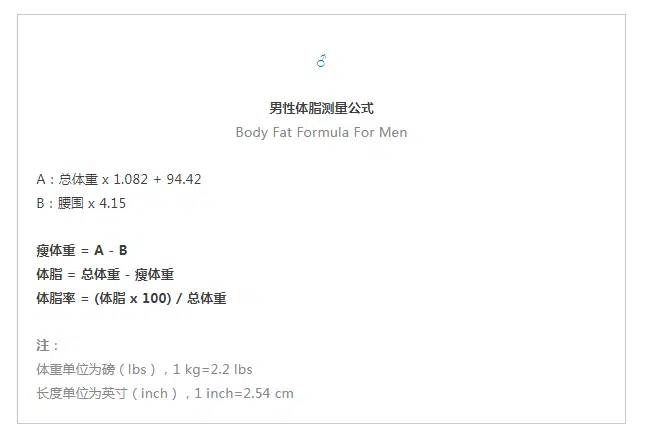 ♂
男性体脂测量公式
Body Fat Formula For Men
A：总体重 x 1.082 + 94.42
B：腰围 x 4.15
瘦体重 = A - B
体脂 = 总体重 - 瘦体重
体脂率 = (体脂 x 100) / 总体重
注：
体重单位为磅（lbs），1 kg=2.2 lbs
长度单位为英寸（inch），1 inch=2.54 cm